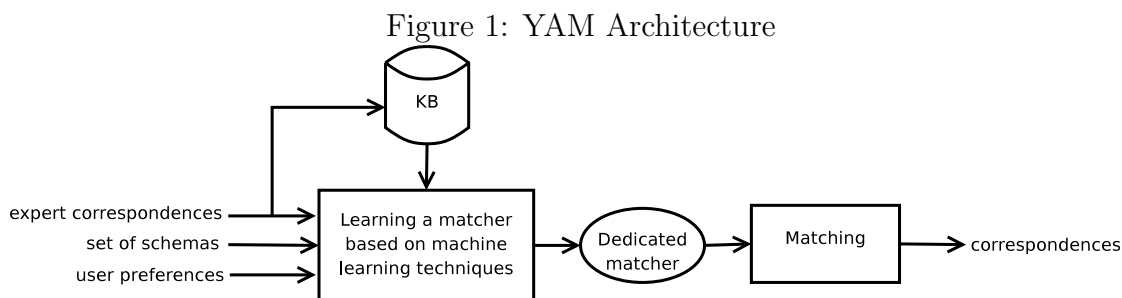 Figure 1: YAM Architecture
KB
expert correspondences
set of schemas
user preferences
Learning a matcher
based on machine
learning techniques
Dedicated
matcher
Matching
correspondences